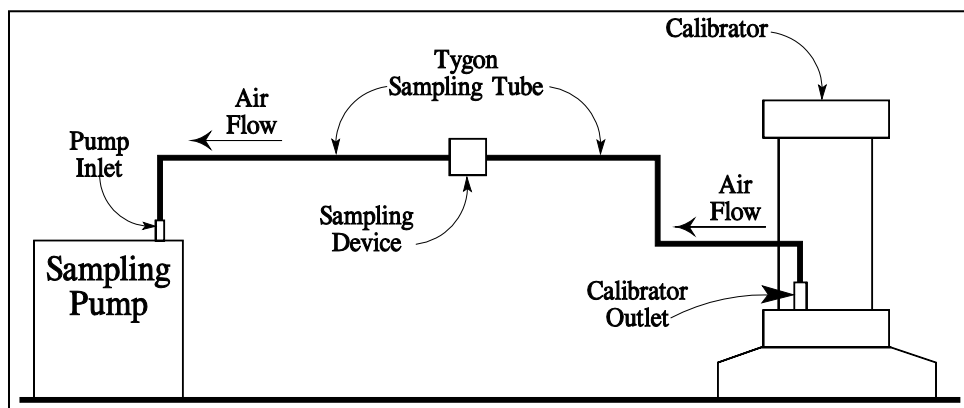 Calibrator
Tygon
Sampling Tube
Air
Flow
Pump
Inlet
Sampling
Device
Air
Flow
Sampling
Pump
Calibrator
Outlet